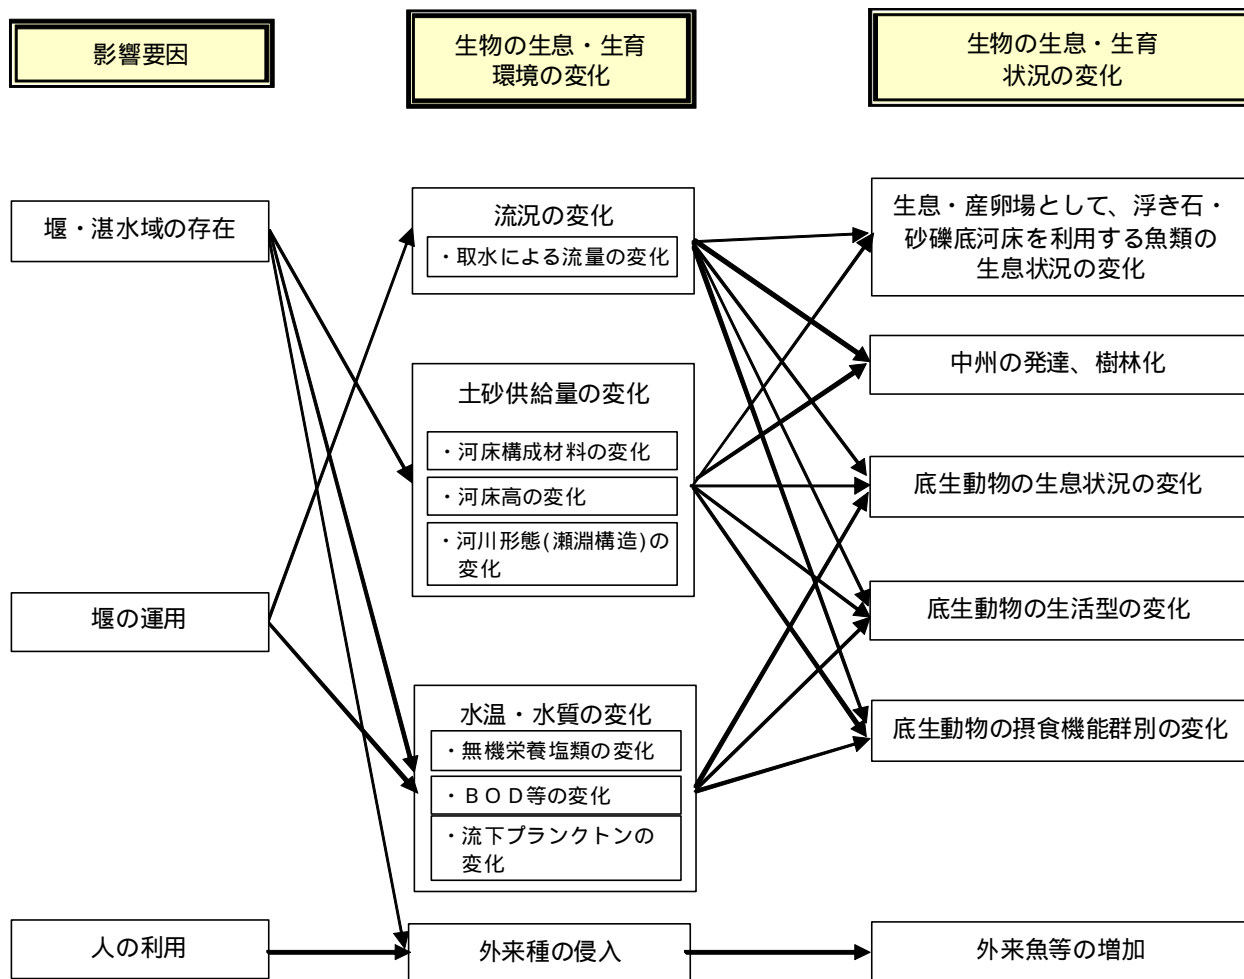 影響要因
生物の生息・生育
環境の変化
生物の生息・生育
状況の変化
堰・湛水域の存在
堰の運用
人の利用
流況の変化
・取水による流量の変化
土砂供給量の変化
・河床構成材料の変化
・河床高の変化
・河川形態(瀬淵構造)の
変化
水温・水質の変化
・無機栄養塩類の変化
・ＢＯＤ等の変化
・流下プランクトンの
変化
外来種の侵入
生息・産卵場として、浮き石・
砂礫底河床を利用する魚類の
生息状況の変化
中州の発達、樹林化
底生動物の生息状況の変化
底生動物の生活型の変化
底生動物の摂食機能群別の変化
外来魚等の増加